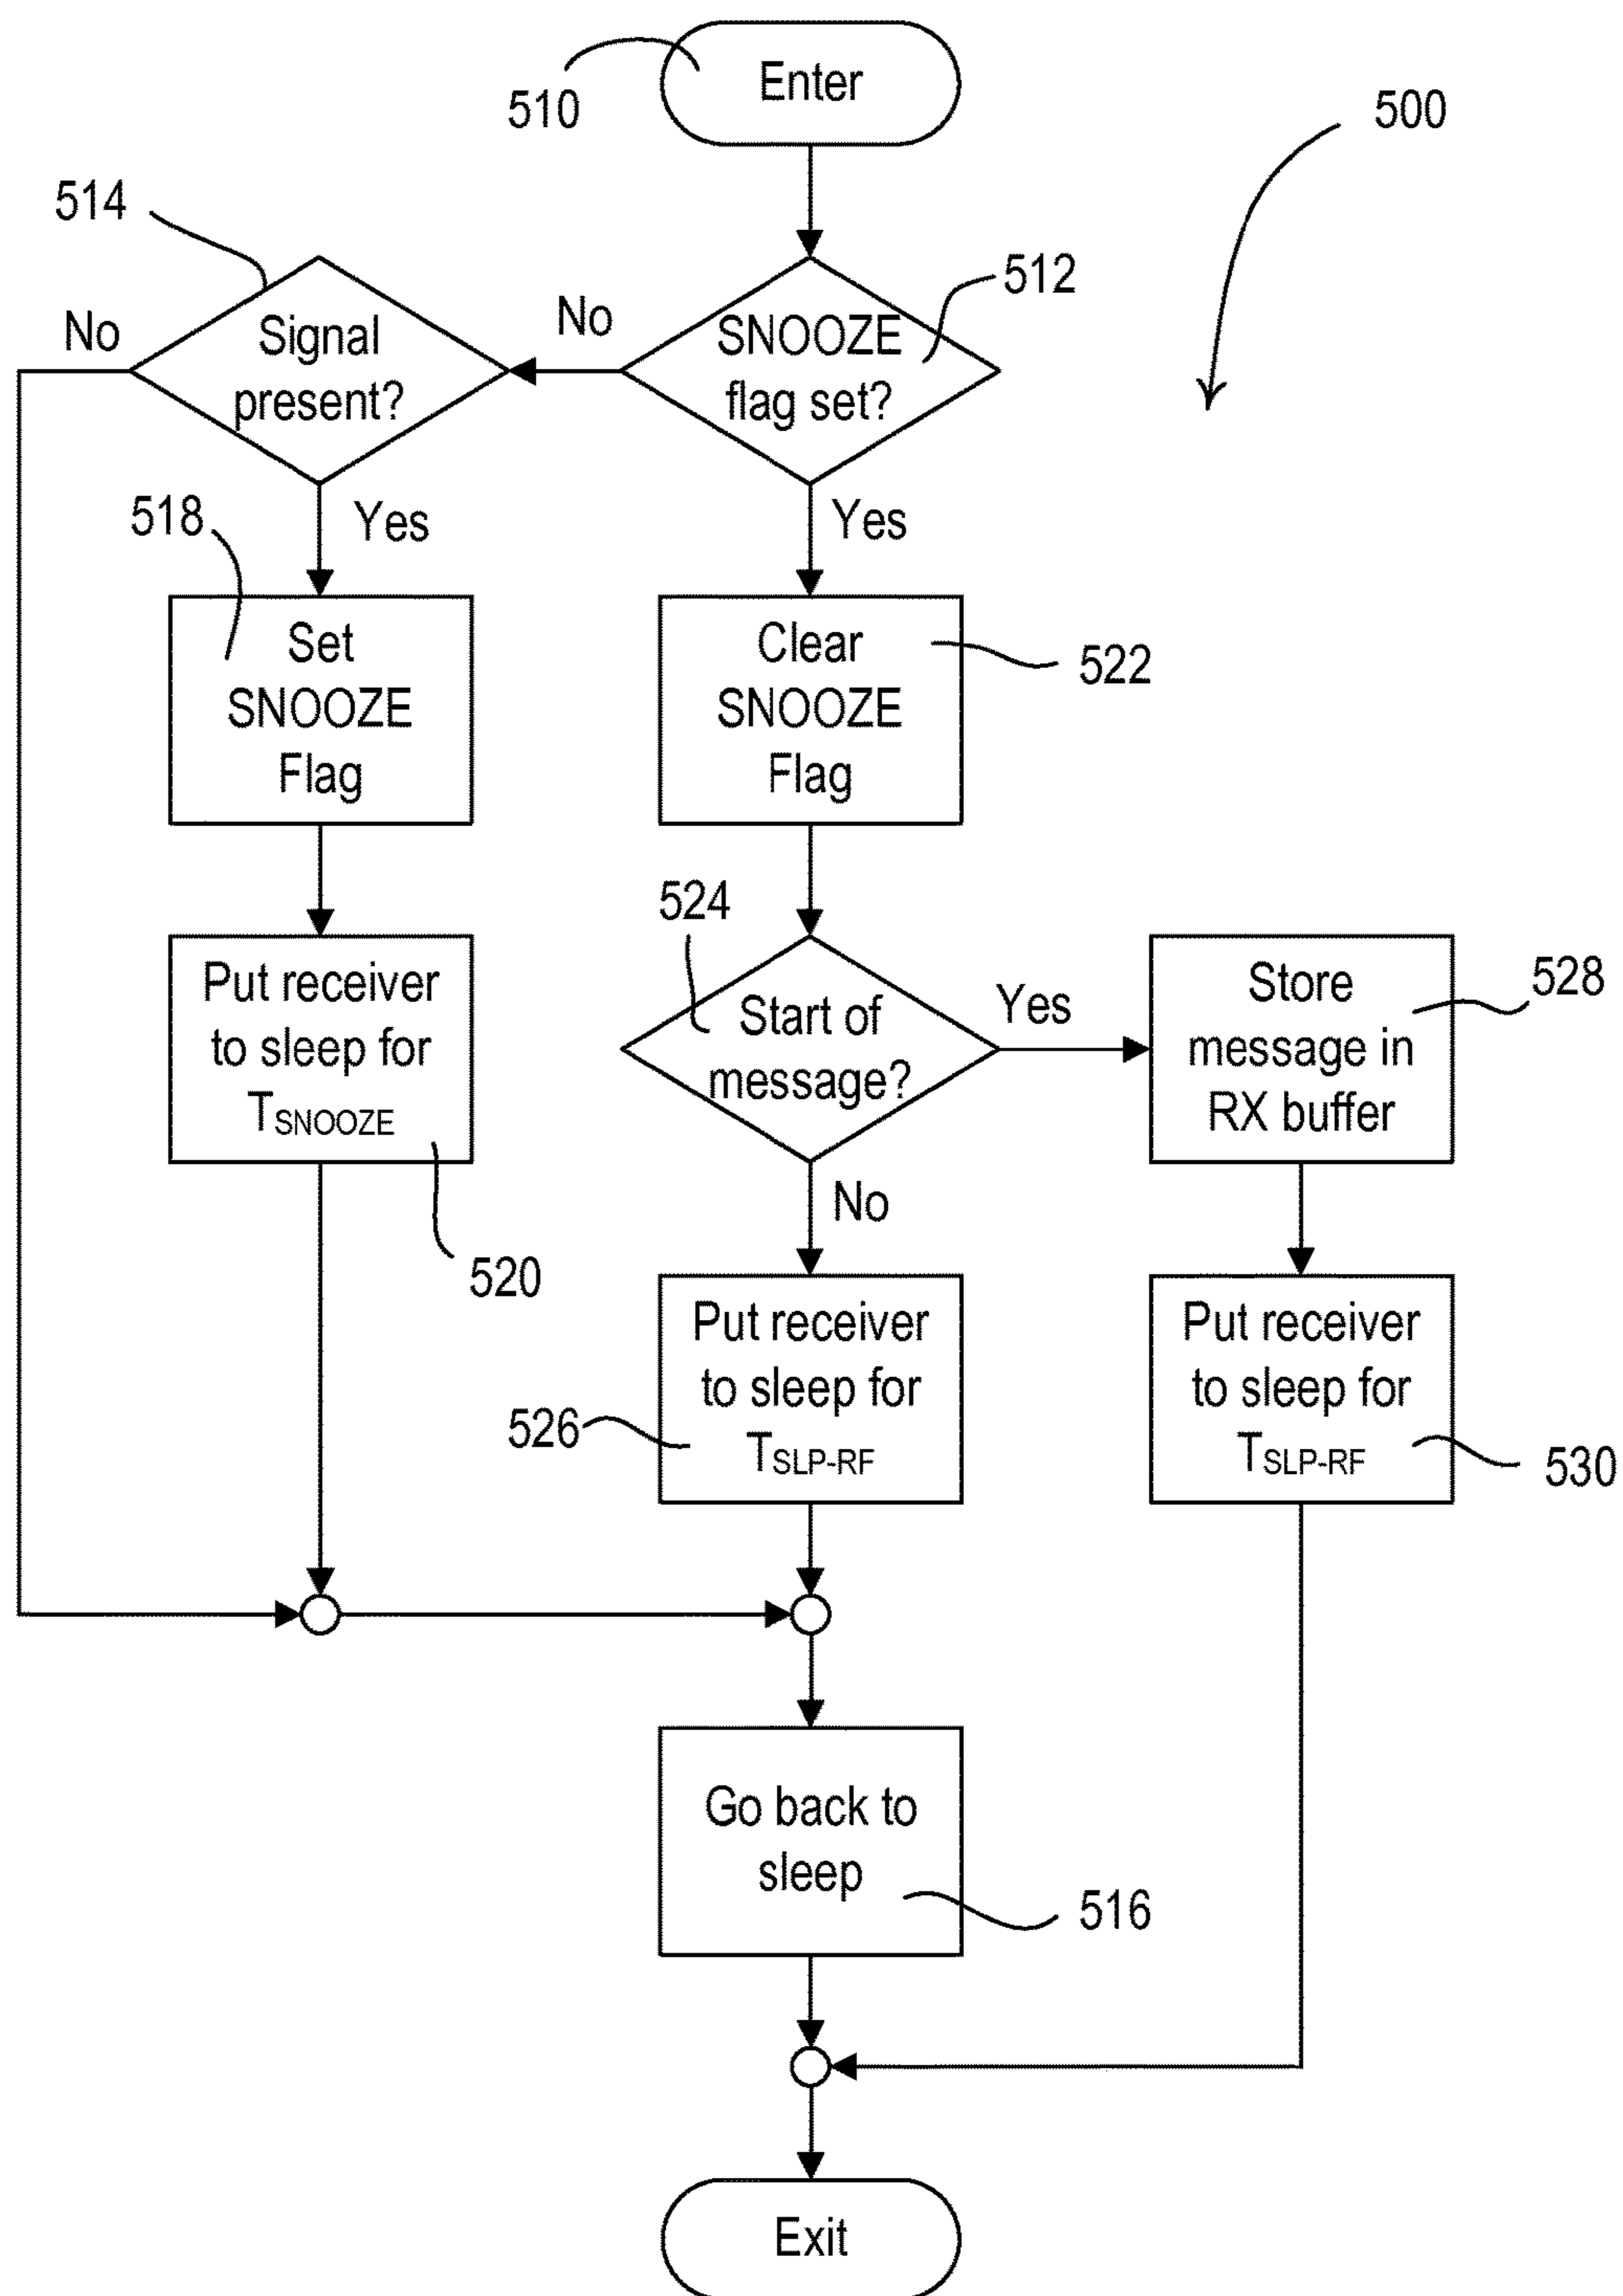 Enter
510
500
514
512
No
No
Signal
present?
SNOOZE
flag set?
518
Yes
Yes
Set
SNOOZE
Flag
Clear
SNOOZE
Flag
522
524
Put receiver
to sleep for
TSNOOZE
Start of
message?
Yes
Store
message in
RX buffer
528
520
No
Put receiver
to sleep for
TSLP-RF
526
Put receiver
to sleep for
TSLP-RF
530
Go back to
sleep
516
Exit